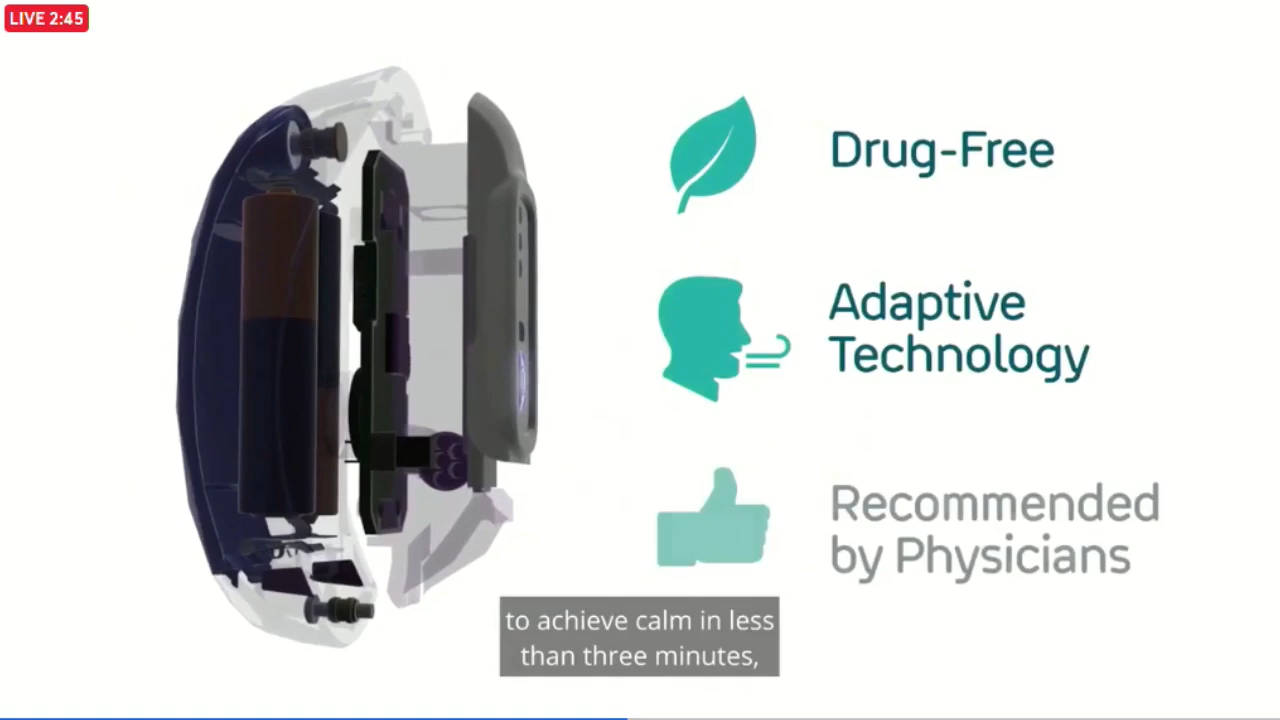 LIVE 2:45
Drug-Free
Adaptive
Technology
Recommended
by Physicians
to achieve calm in less
than three minutes,